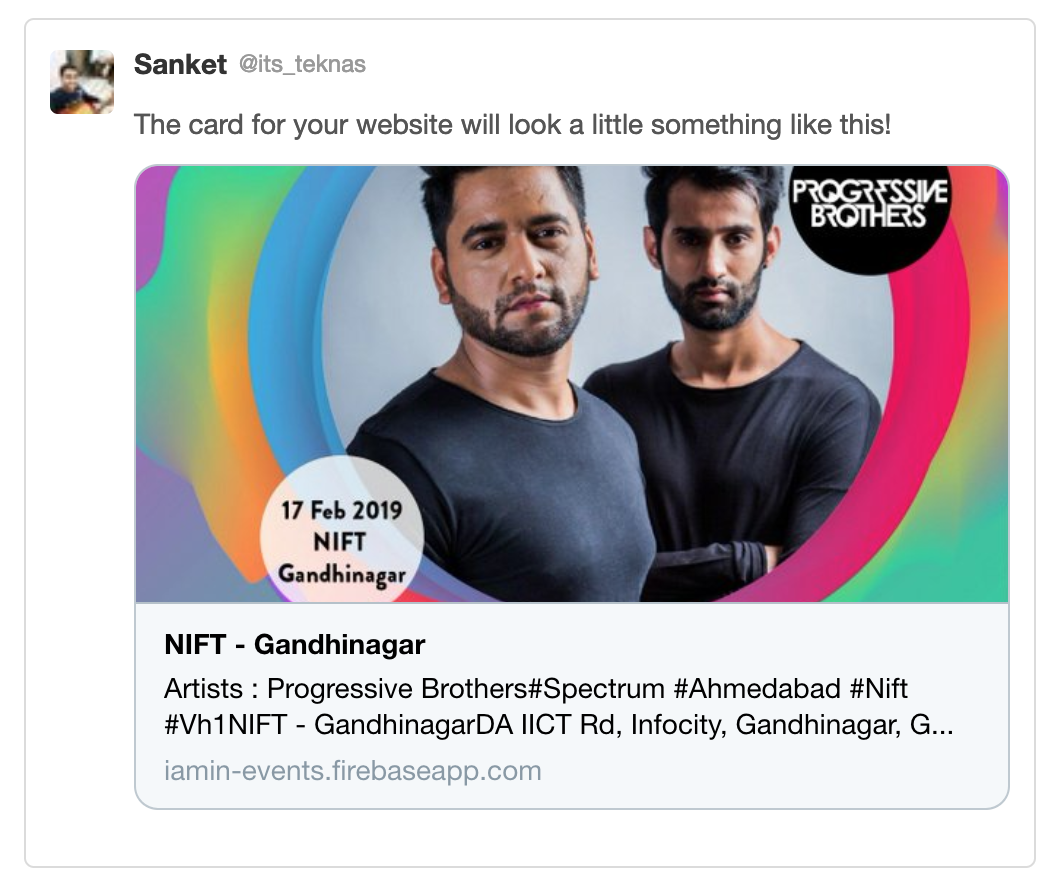 Sanket @its_teknas
The card for your website will look a little something like this!
PROGRESSIVE
BROTHERS
17 Feb 2019
NIFT
Gandhinagar
NIFT - Gandhinagar
Artists : Progressive Brothers#Spectrum #Ahmedabad #Nift
#Vh1NIFT - GandhinagarDA IICT Rd, Infocity, Gandhinagar, G...
iamin-events.firebaseapp.com